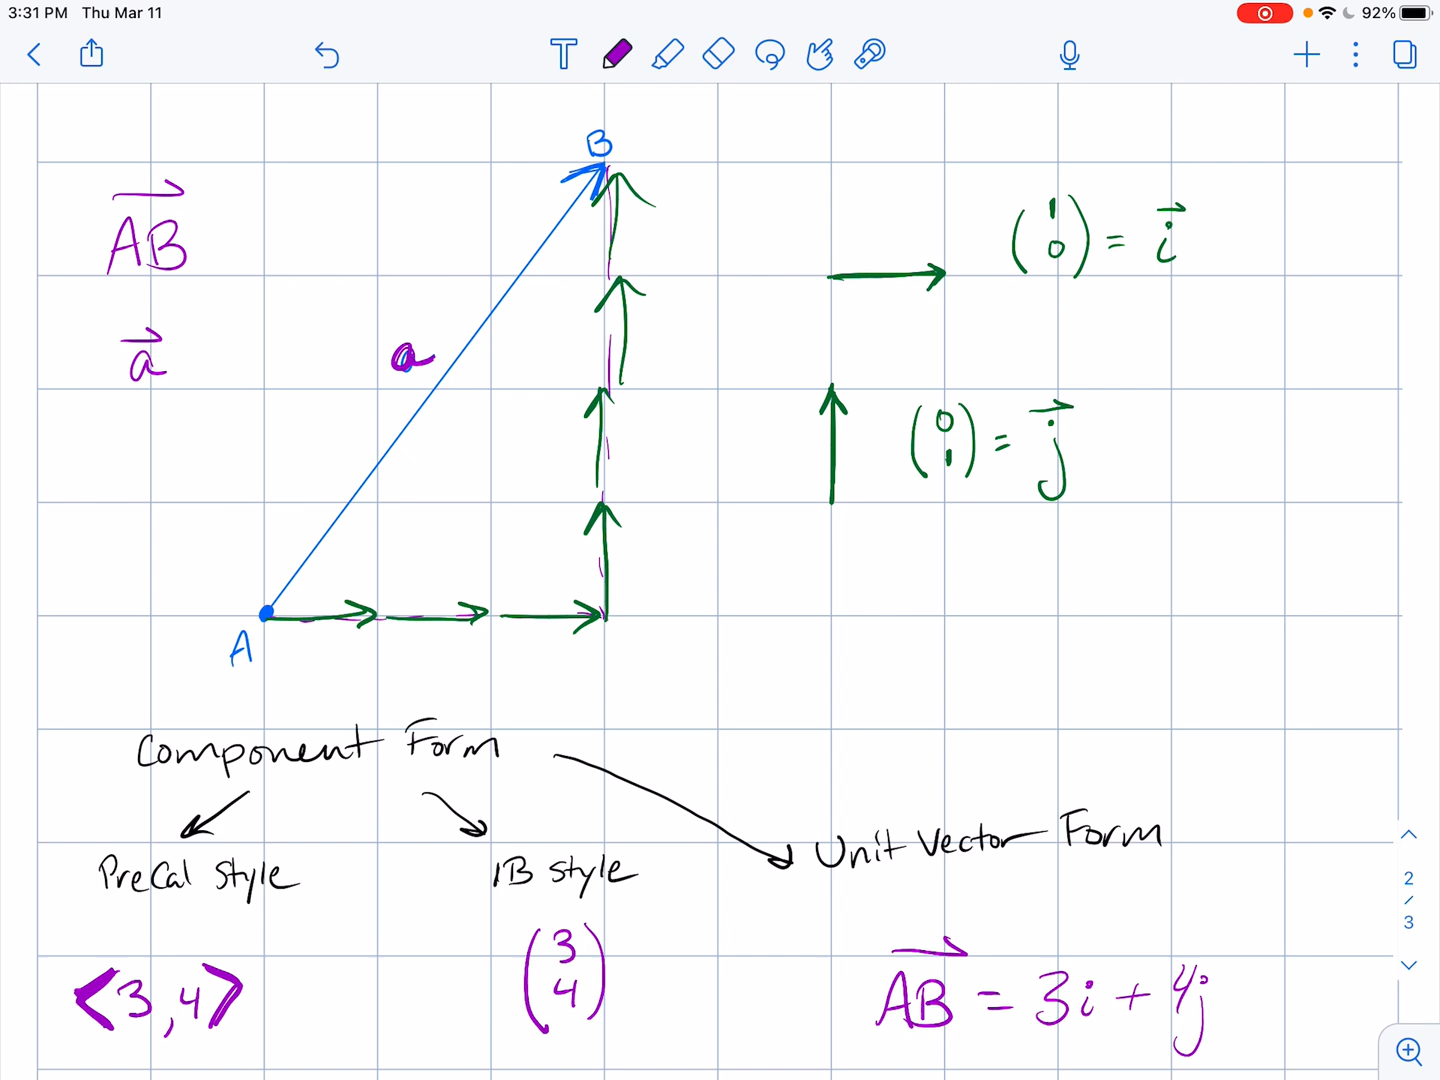 3:31 PM Thu Mar 11
92%
B
AB
(1 0) = i
a
a
(0 1) = j
A
Component Form
Unit Vector Form
PreCal Style
IB Style
<3,4>
(3 4)
AB = 3i + 4j
2
/
3